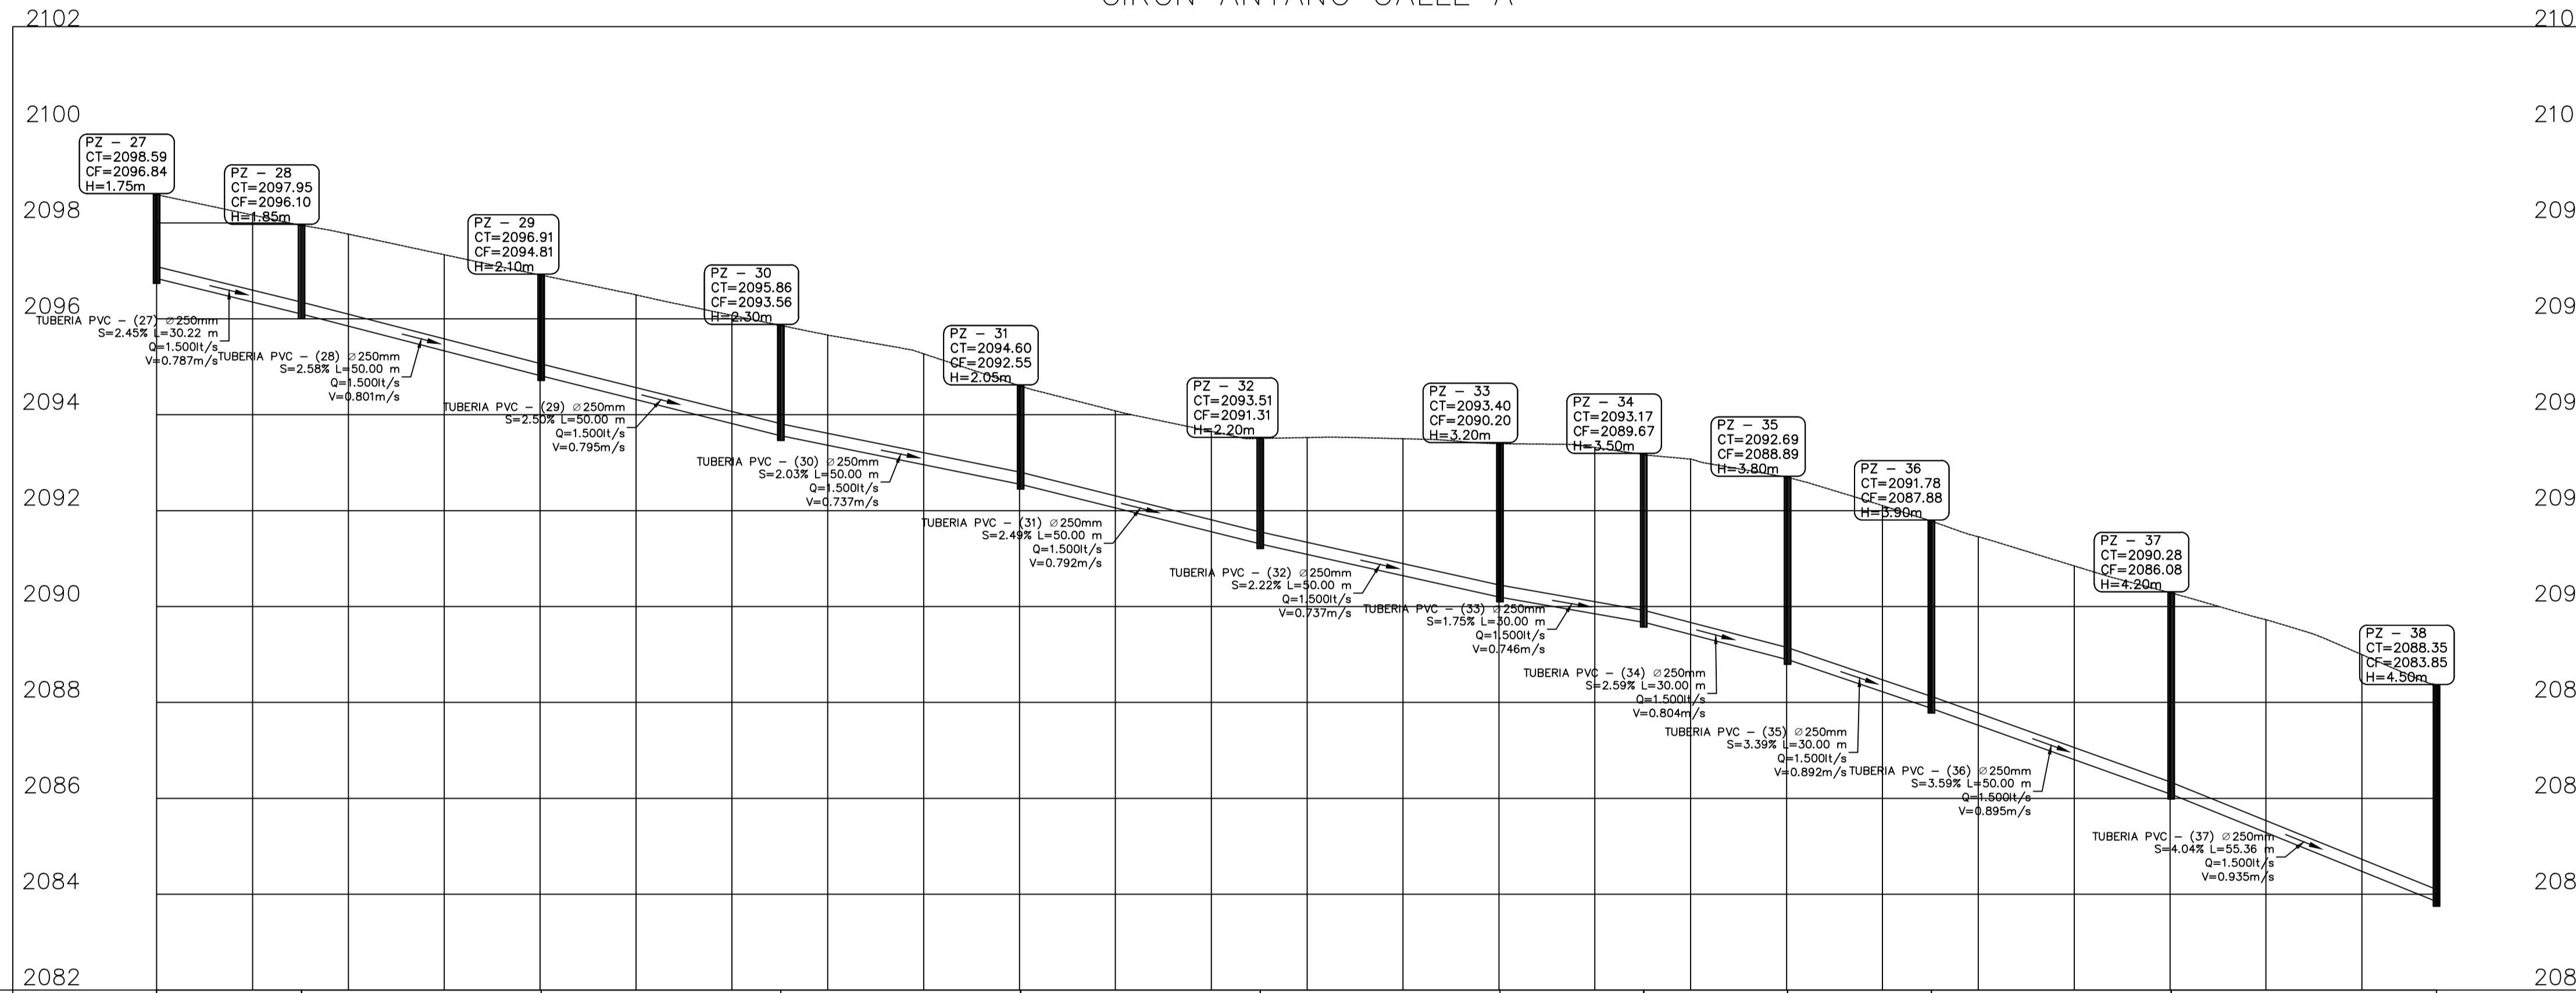 2102
2100
2098
2096
2094
2092
2090
2088
2086
2084
2082
PZ - 27
CT=2098.59
CF=2096.84
H=1.75m
PZ - 28
CT=2097.95
CF=2096.10
H=1.85m
PZ - 29
CT=2096.91
CF=2094.81
H=2.10m
PZ - 30
CT=2095.86
CF=2093.56
H=2.30m
PZ - 31
CT=2094.60
CF=2092.55
H=2.05m
PZ - 32
CT=2093.51
CF=2091.31
H=2.20m
PZ - 33
CT=2093.40
CF=2090.20
H=3.20m
PZ - 34
CT=2093.17
CF=2089.67
H=3.50m
PZ - 35
CT=2092.69
CF=2088.89
H=3.80m
PZ - 36
CT=2091.78
CF=2087.88
H=3.90m
PZ - 37
CT=2090.28
CF=2086.08
H=4.20m
PZ - 38
CT=2088.35
CF=2083.85
H=4.50m
TUBERIA PVC - (27) ∅250mm
S=2.45% L=30.22 m
Q=1.500lt/s
V=0.787m/s
TUBERIA PVC - (28) ∅250mm
S=2.58% L=50.00 m
Q=1.500lt/s
V=0.801m/s
TUBERIA PVC - (29) ∅250mm
S=2.50% L=50.00 m
Q=1.500lt/s
V=0.795m/s
TUBERIA PVC - (30) ∅250mm
S=2.03% L=50.00 m
Q=1.500lt/s
V=0.737m/s
TUBERIA PVC - (31) ∅250mm
S=2.49% L=50.00 m
Q=1.500lt/s
V=0.792m/s
TUBERIA PVC - (32) ∅250mm
S=2.22% L=50.00 m
Q=1.500lt/s
V=0.737m/s
TUBERIA PVC - (33) ∅250mm
S=1.75% L=30.00 m
Q=1.500lt/s
V=0.746m/s
TUBERIA PVC - (34) ∅250mm
S=2.59% L=30.00 m
Q=1.500lt/s
V=0.804m/s
TUBERIA PVC - (35) ∅250mm
S=3.39% L=30.00 m
Q=1.500lt/s
V=0.892m/s
TUBERIA PVC - (36) ∅250mm
S=3.59% L=50.00 m
Q=1.500lt/s
V=0.895m/s
TUBERIA PVC - (37) ∅250mm
S=4.04% L=55.36 m
Q=1.500lt/s
V=0.935m/s
210
210
209
209
209
209
209
208
208
208
208